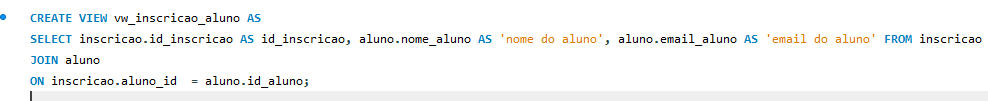 CREATE VIEW vw_inscricao_aluno AS
SELECT inscricao.id_inscricao AS id_inscricao, aluno.nome_aluno AS 'nome do aluno', aluno.email_aluno AS 'email do aluno' FROM inscricao
JOIN aluno
ON inscricao.aluno_id  = aluno.id_aluno;